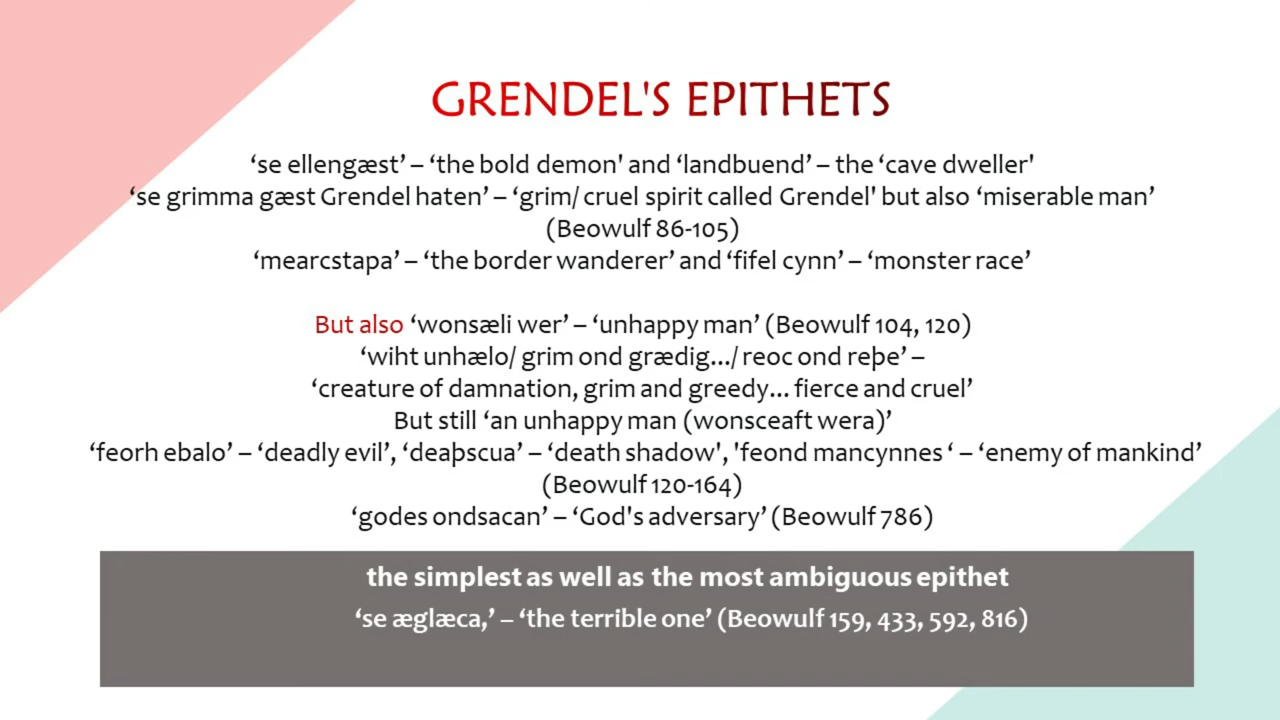 GRENDEL'S EPITHETS
‘se ellengæst’ – ‘the bold demon' and ‘landbuend’ – the ‘cave dweller'
‘se grimma gæst Grendel haten’ – ‘grim/ cruel spirit called Grendel' but also ‘miserable man’
(Beowulf 86-105)
‘mearcstapa’ – ‘the border wanderer’ and ‘fifel cynn’ – ‘monster race’
But also ‘wonsæli wer’ – ‘unhappy man’ (Beowulf 104, 120)
‘wiht unhælo/ grim ond grædig.../ reoc ond reþe’ –
‘creature of damnation, grim and greedy... fierce and cruel’
But still ‘an unhappy man (wonsceaft wera)’
‘feorh ebalo’ – ‘deadly evil’, ‘deaþscua’ – ‘death shadow', 'feond mancynnes ‘ – ‘enemy of mankind’
(Beowulf 120-164)
‘godes ondsacan’ – ‘God's adversary’ (Beowulf 786)
the simplest as well as the most ambiguous epithet
‘se æglæca,’ – ‘the terrible one’ (Beowulf 159, 433, 592, 816)